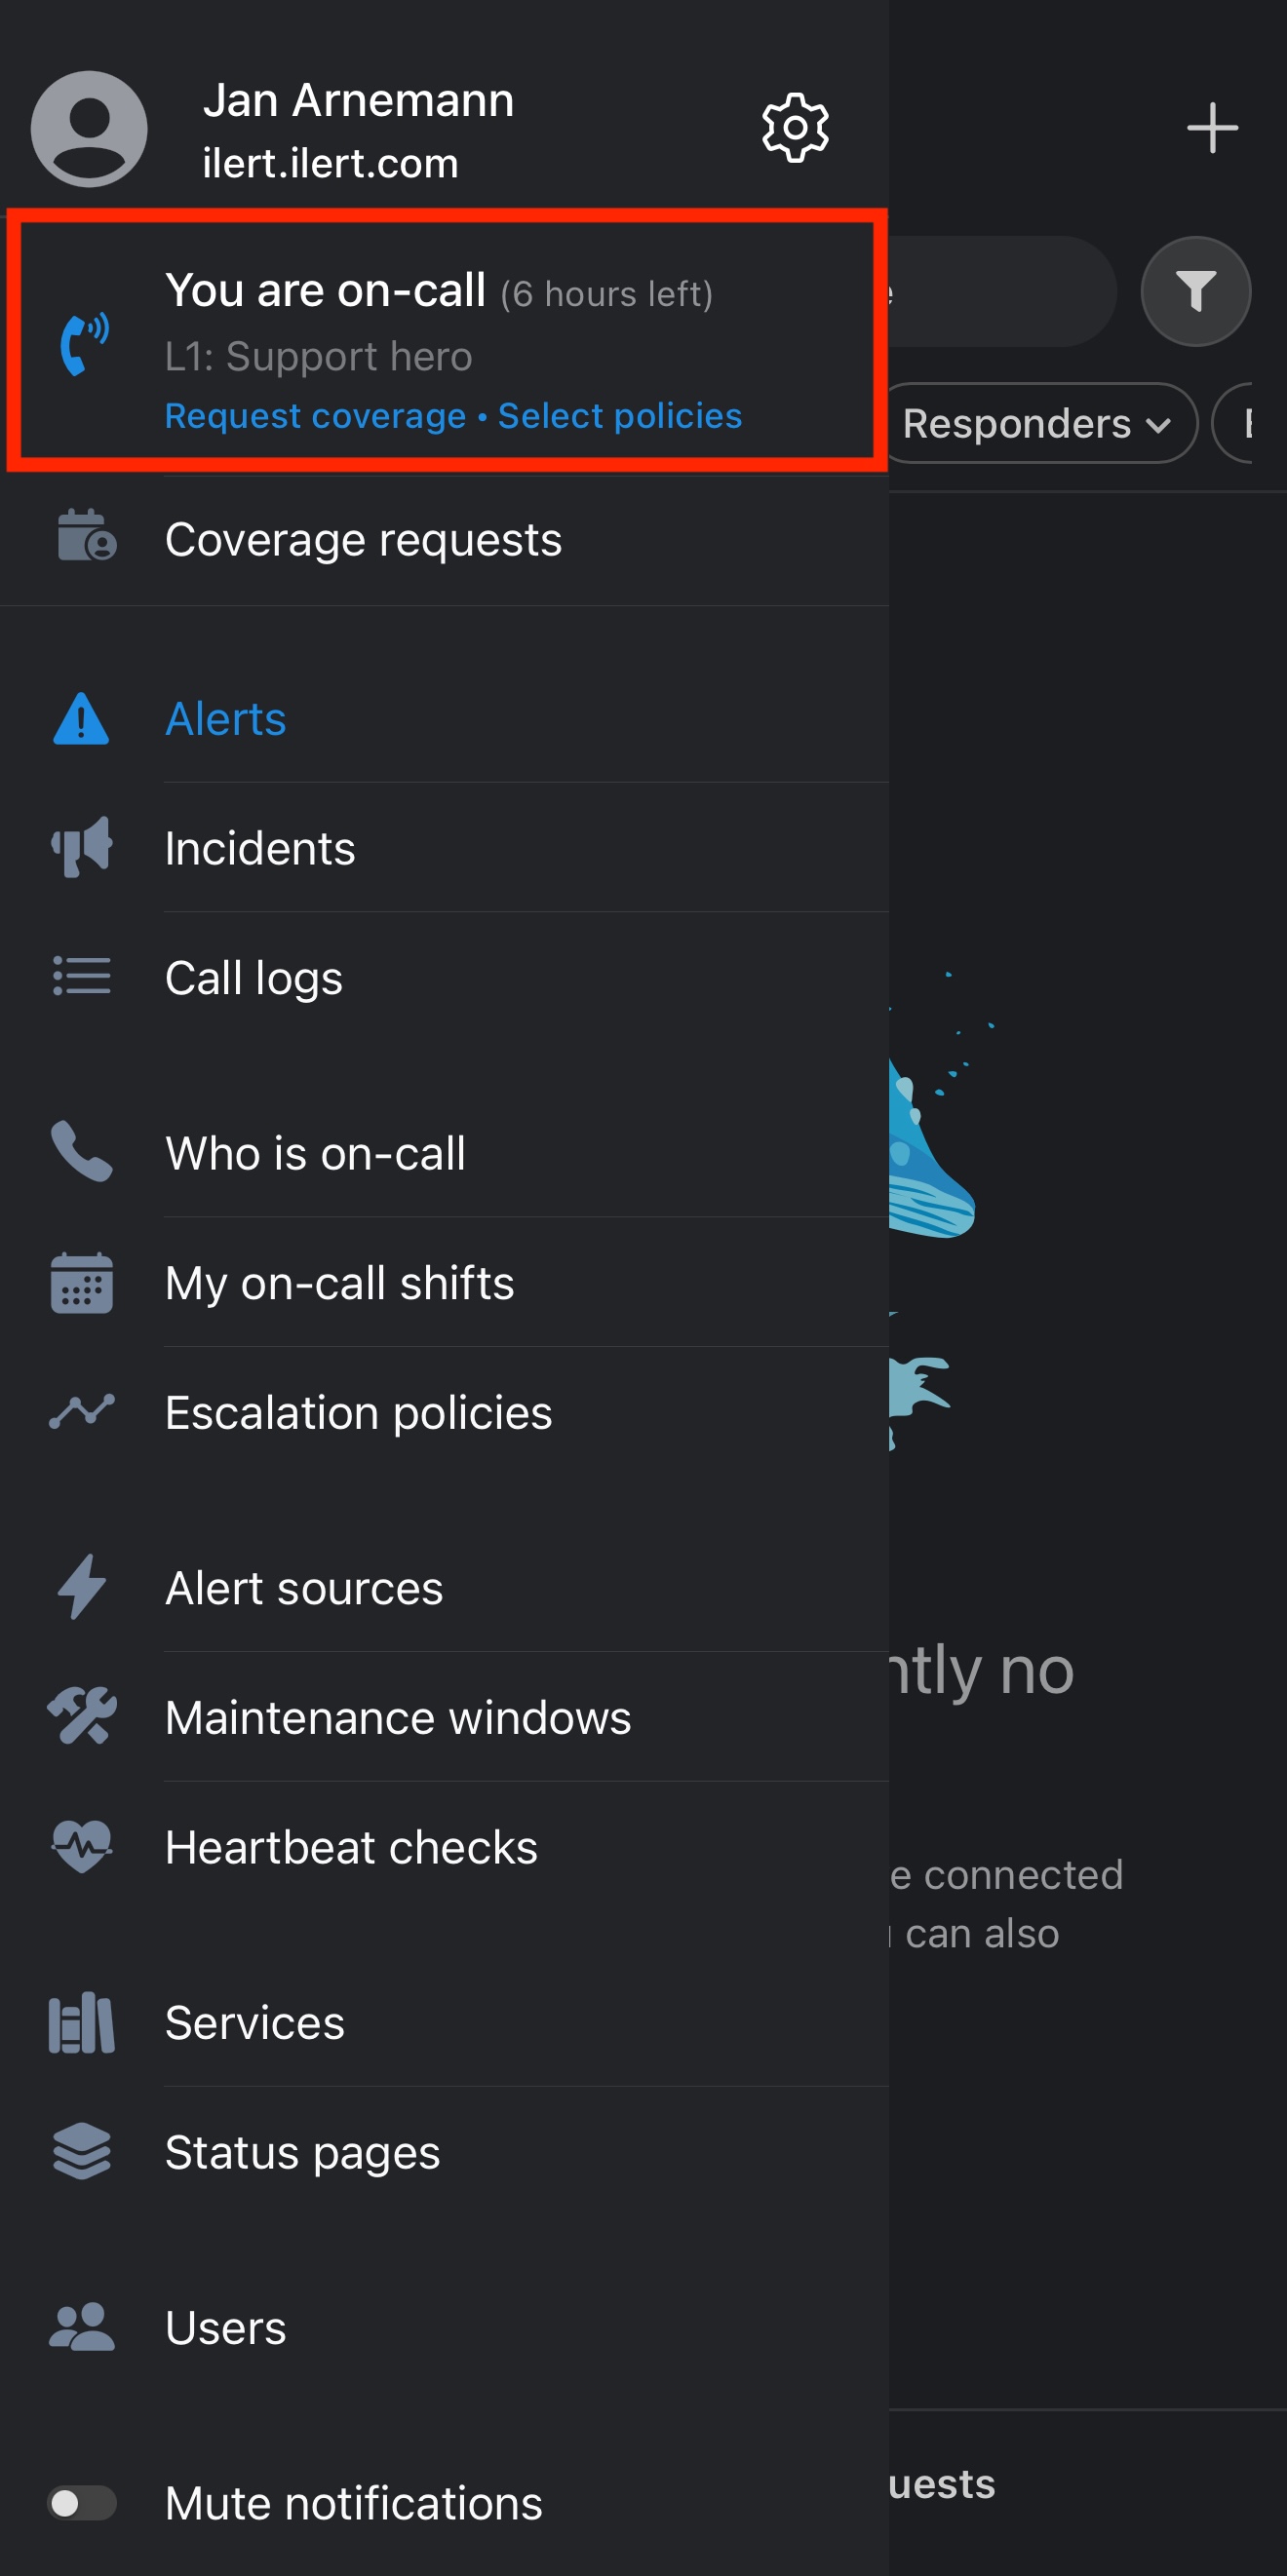 Jan Arnemann
ilert.ilert.com
You are on-call (6 hours left)
L1: Support hero
Request coverage • Select policies
Responders
Coverage requests
Alerts
Incidents
Call logs
Who is on-call
My on-call shifts
Escalation policies
Alert sources
no
Maintenance windows
Heartbeat checks
connected
can also
Services
Status pages
Users
Mute notifications